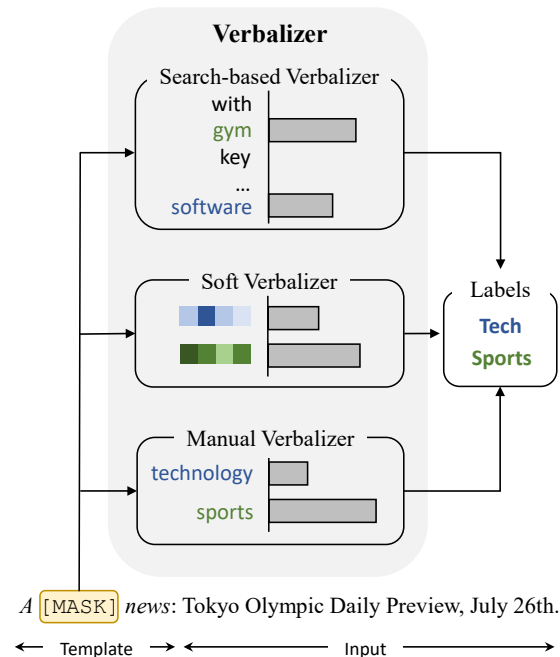 Verbalizer
Search-based Verbalizer
with
gym
key
...
software
Soft Verbalizer
Labels
Tech
Sports
Manual Verbalizer
technology
sports
A [MASK] news: Tokyo Olympic Daily Preview, July 26th.
Template Input